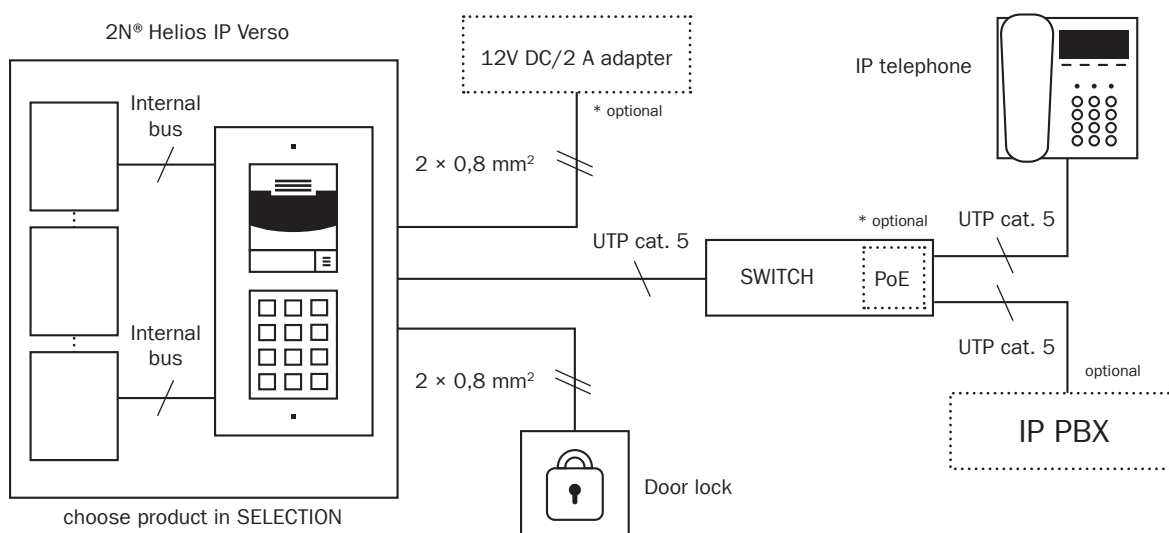 2N® Helios IP Verso
Internal
bus
Internal
bus
choose product in SELECTION
12V DC/2 A adapter
* optional
2 × 0,8 mm²
UTP cat. 5
2 × 0,8 mm²
Door lock
* optional
SWITCH
PoE
IP telephone
UTP cat. 5
UTP cat. 5
optional
IP PBX